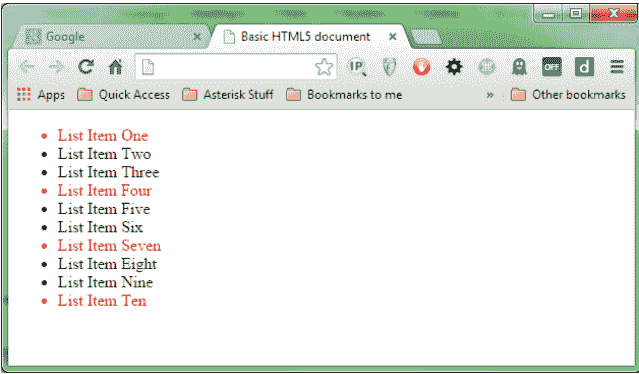 Google
Basic HTML5 document
IP
OFF
d
Apps
Quick Access
Asterisk Stuff
Bookmarks to me
»
Other bookmarks
List Item One
List Item Two
List Item Three
List Item Four
List Item Five
List Item Six
List Item Seven
List Item Eight
List Item Nine
List Item Ten